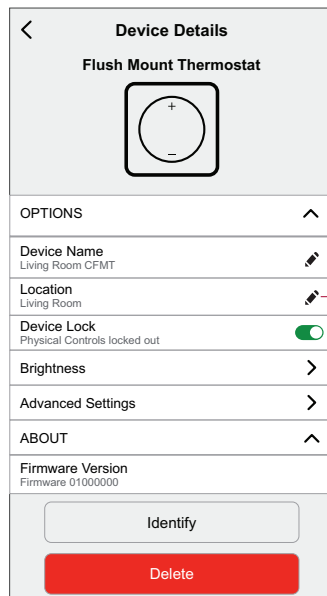 Device Details
Flush Mount Thermostat
+
–
OPTIONS
Device Name
Living Room CFMT
Location
Living Room
Device Lock
Physical Controls locked out
Brightness
Advanced Settings
ABOUT
Firmware Version
Firmware 01000000
Identify
Delete